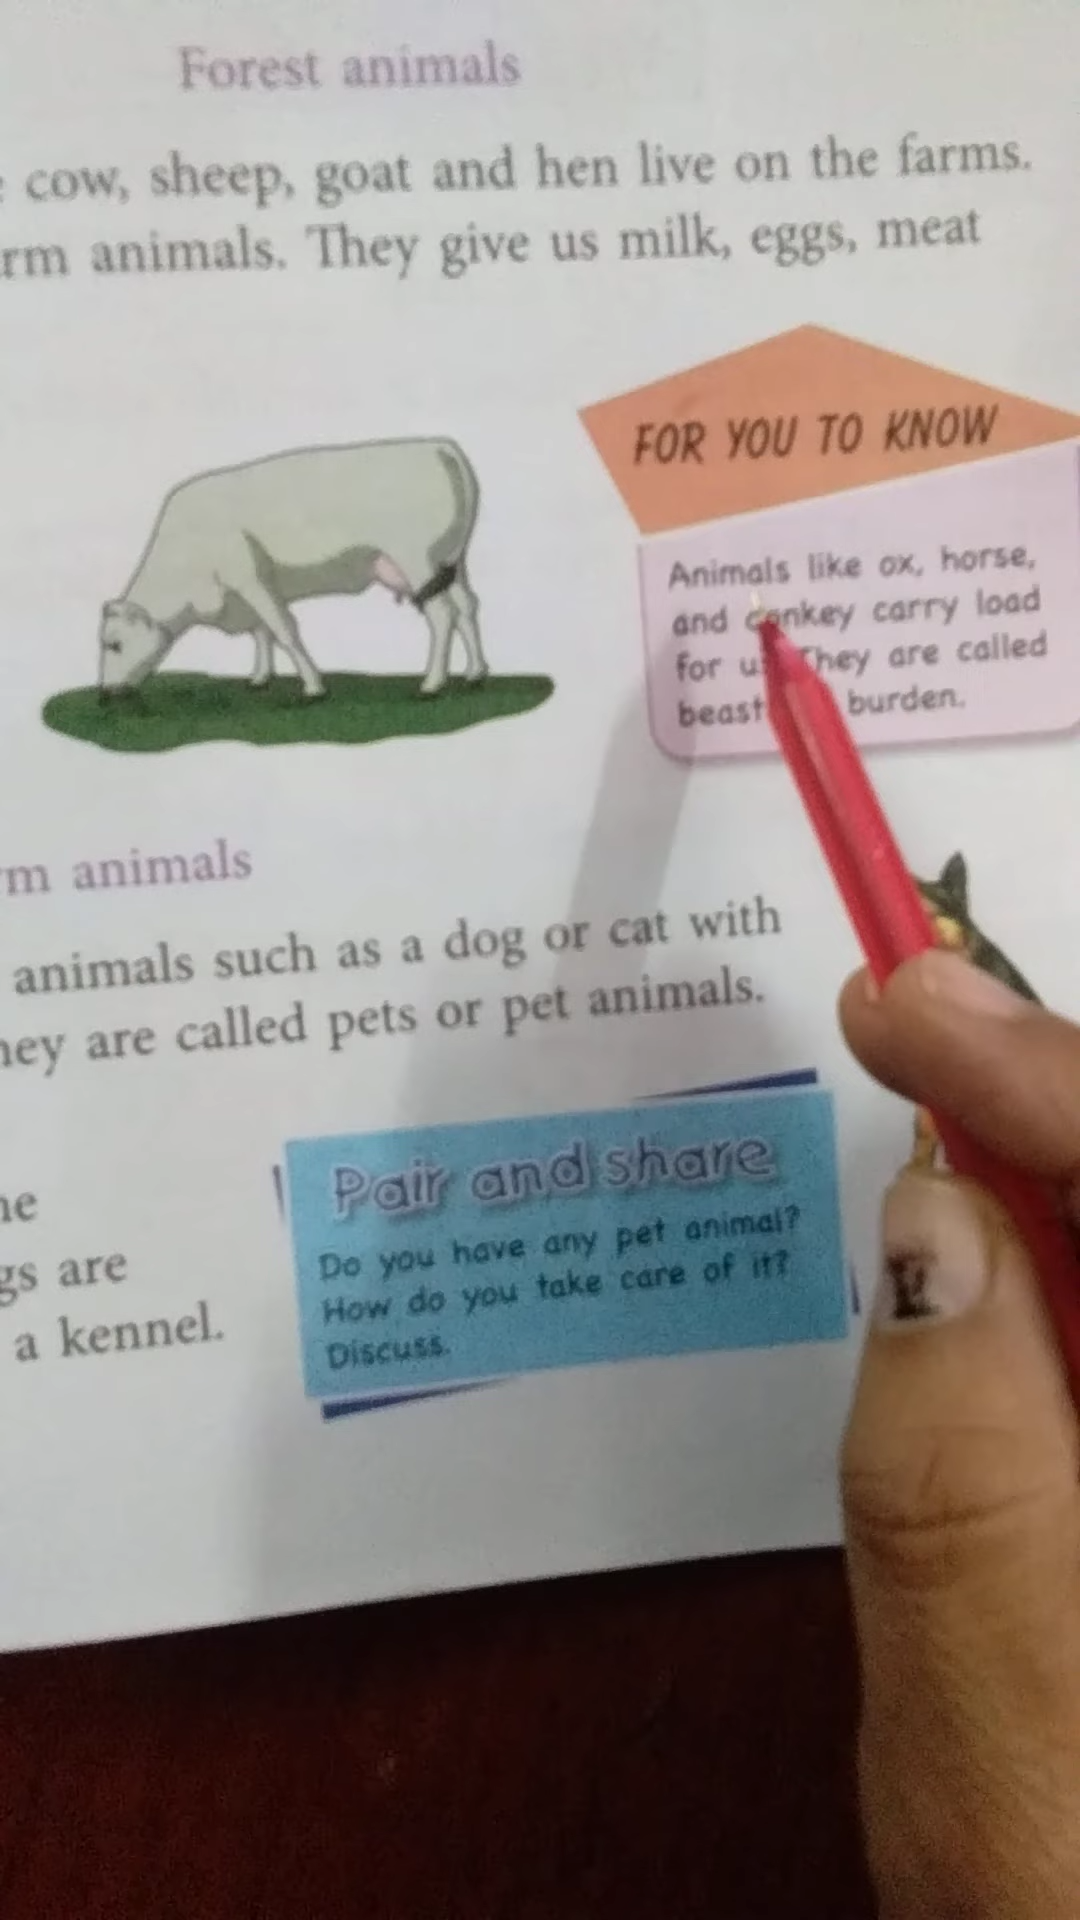 Forest animals
cow, sheep, goat and hen live on the farms.
rm animals. They give us milk, eggs, meat
FOR YOU TO KNOW
Animals like ox, horse,
and donkey carry load
for us. They are called
beast burden.
rm animals
animals such as a dog or cat with
hey are called pets or pet animals.
Pair and share
Do you have any pet animal?
How do you take care of it?
Discuss.
gs are
a kennel.